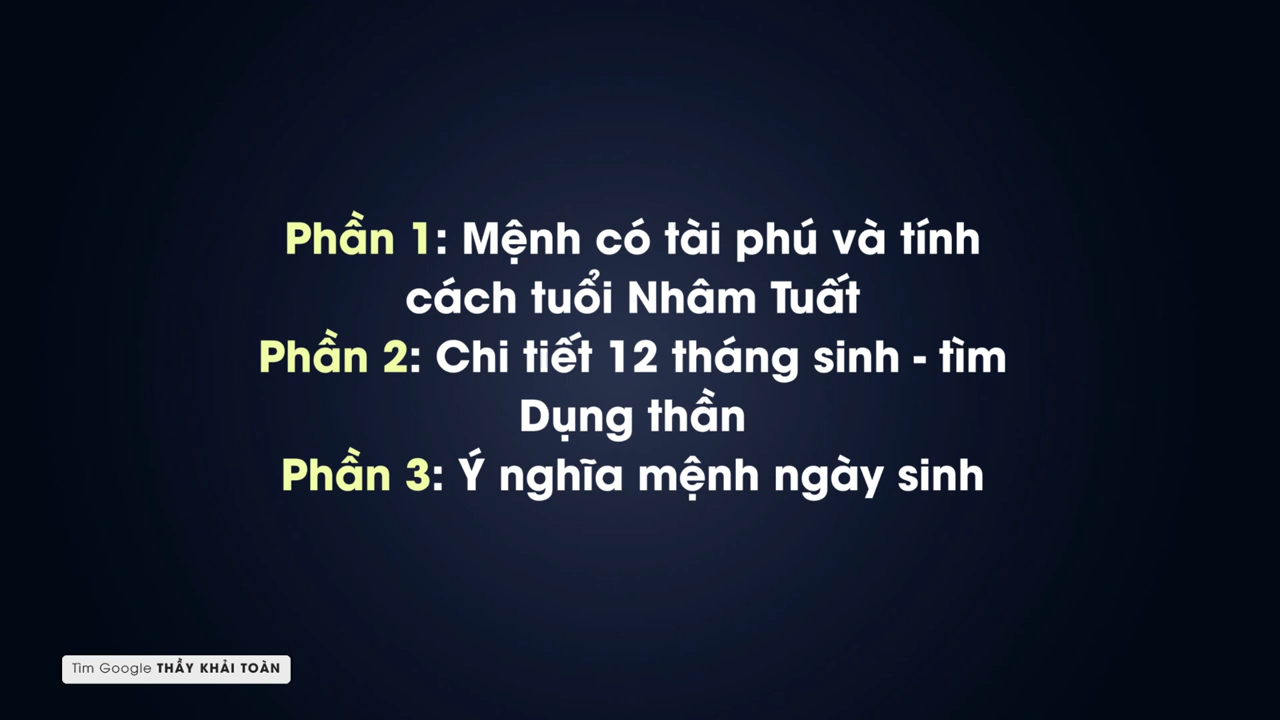 Phần 1: Mệnh có tài phú và tính
cách tuổi Nhâm Tuất
Phần 2: Chi tiết 12 tháng sinh - tìm
Dụng thần
Phần 3: Ý nghĩa mệnh ngày sinh
Tìm Google THẦY KHẢI TOÀN